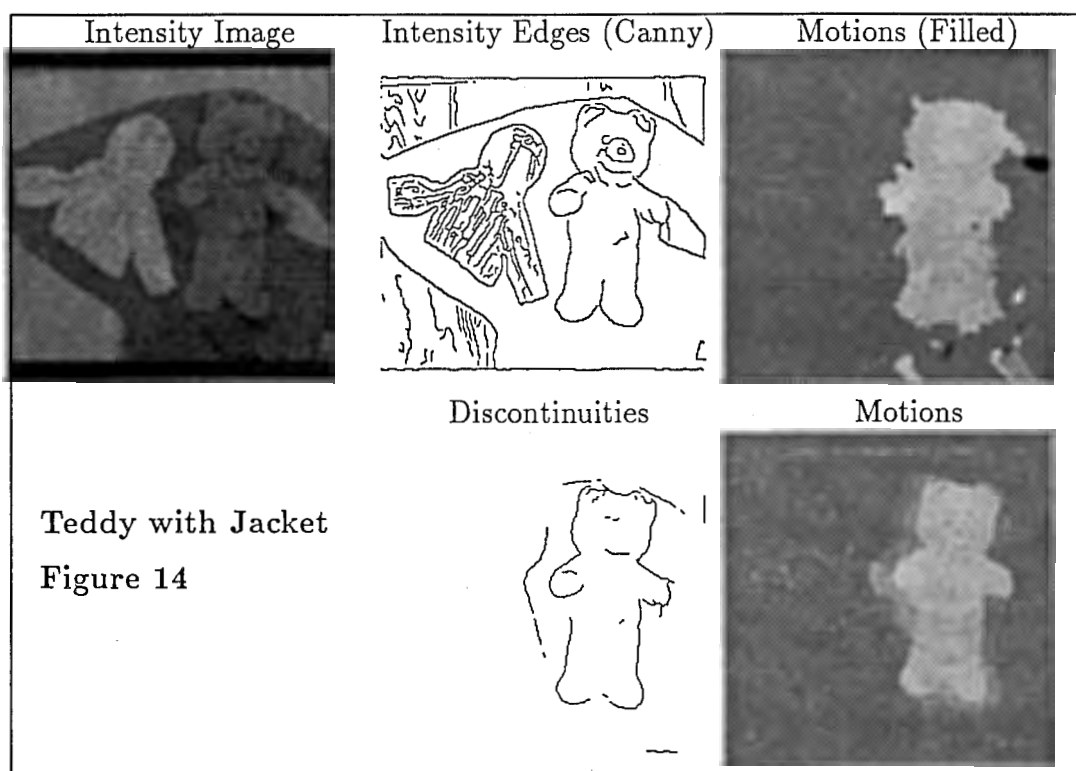 Intensity Image
Intensity Edges (Canny)
Motions (Filled)
Discontinuities
Motions
Teddy with Jacket
Figure 14